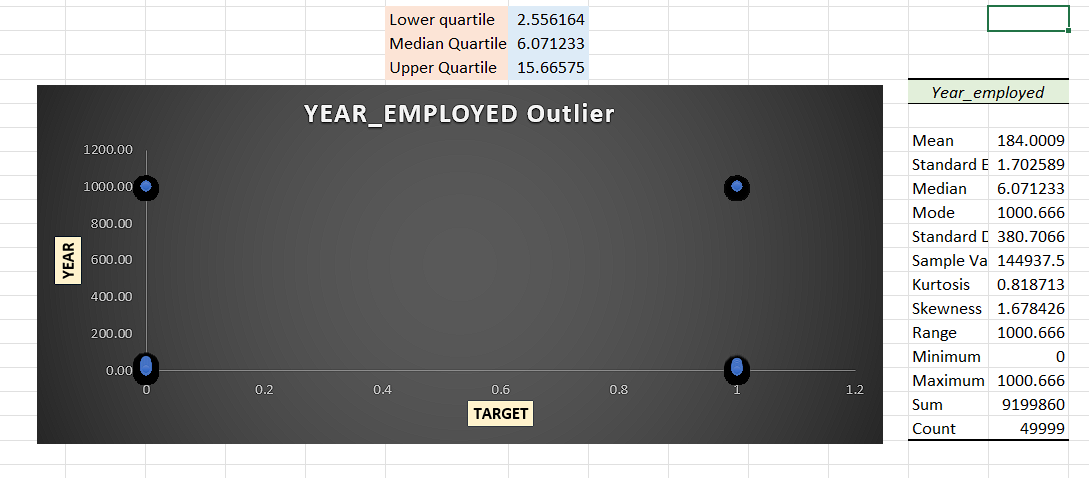 Lower quartile 2.556164
Median Quartile 6.071233
Upper Quartile 15.66575
YEAR_EMPLOYED Outlier
1200.00
1000.00
800.00
600.00
400.00
200.00
0.00
YEAR
0 0.2 0.4 0.6 0.8 1 1.2
TARGET
Year_employed
Mean 184.0009
Standard E 1.702589
Median 6.071233
Mode 1000.666
Standard D 380.7066
Sample Va 144937.5
Kurtosis 0.818713
Skewness 1.678426
Range 1000.666
Minimum 0
Maximum 1000.666
Sum 9199860
Count 49999